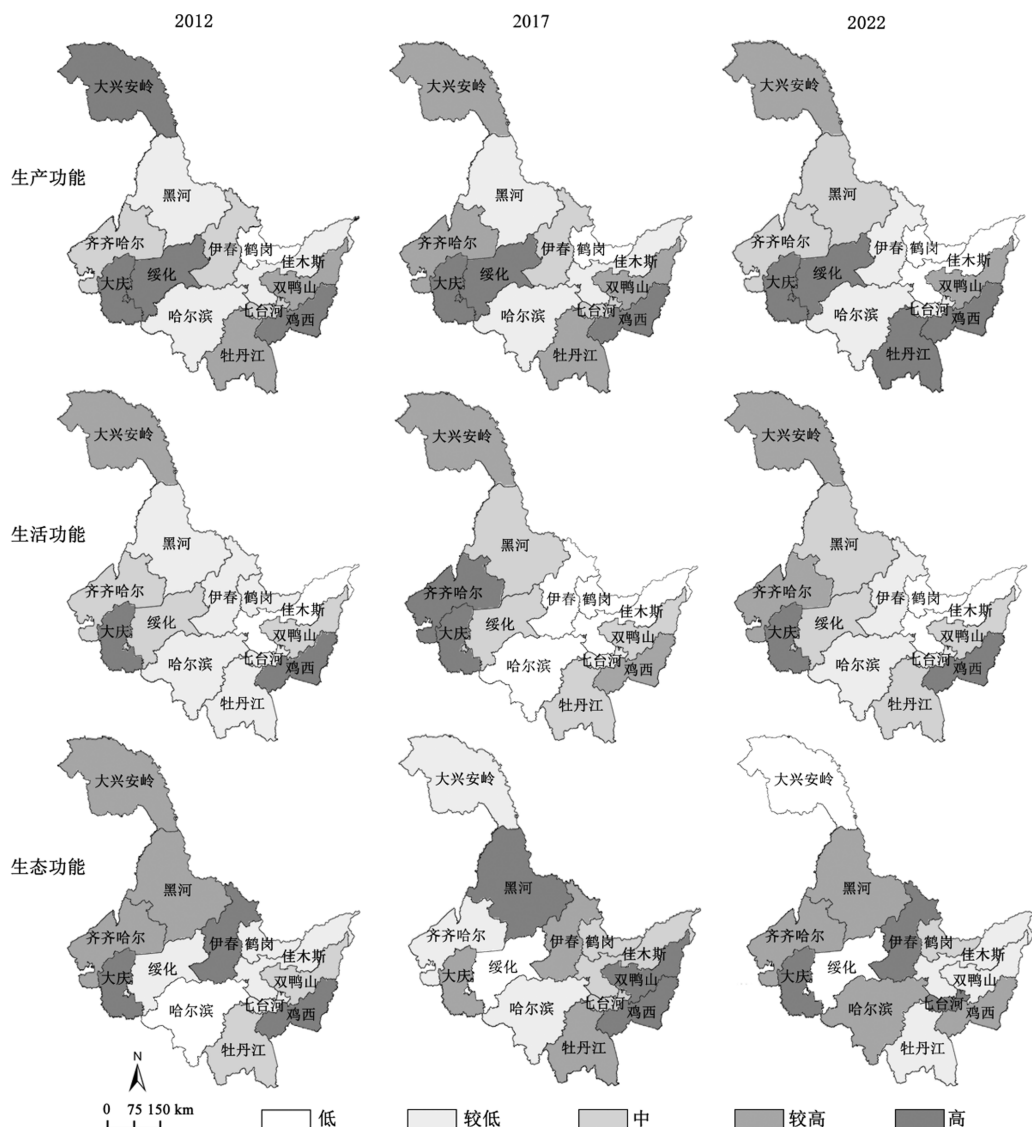 2012 2017 2022
大兴安岭 大兴安岭 大兴安岭
生产功能
黑河 黑河 黑河
齐齐哈尔 伊春 鹤岗 佳木斯 齐齐哈尔 伊春 鹤岗 佳木斯 齐齐哈尔 伊春 鹤岗 佳木斯
大庆 绥化 双鸭山 大庆 绥化 双鸭山 大庆 绥化 双鸭山
哈尔滨 七台河 鸡西 哈尔滨 七台河 鸡西 哈尔滨 七台河 鸡西
牡丹江 牡丹江 牡丹江
大兴安岭 大兴安岭 大兴安岭
生活功能
黑河 黑河 黑河
齐齐哈尔 伊春 鹤岗 佳木斯 齐齐哈尔 伊春 鹤岗 佳木斯 齐齐哈尔 伊春 鹤岗 佳木斯
大庆 绥化 双鸭山 大庆 绥化 双鸭山 大庆 绥化 双鸭山
哈尔滨 七台河 鸡西 哈尔滨 七台河 鸡西 哈尔滨 七台河 鸡西
牡丹江 牡丹江 牡丹江
大兴安岭 大兴安岭 大兴安岭
生态功能
黑河 黑河 黑河
齐齐哈尔 伊春 鹤岗 佳木斯 齐齐哈尔 伊春 鹤岗 佳木斯 齐齐哈尔 伊春 鹤岗 佳木斯
大庆 绥化 双鸭山 大庆 绥化 双鸭山 大庆 绥化 双鸭山
哈尔滨 七台河 鸡西 哈尔滨 七台河 鸡西 哈尔滨 七台河 鸡西
牡丹江 牡丹江 牡丹江
N
0 75 150 km 低 较低 中 较高 高